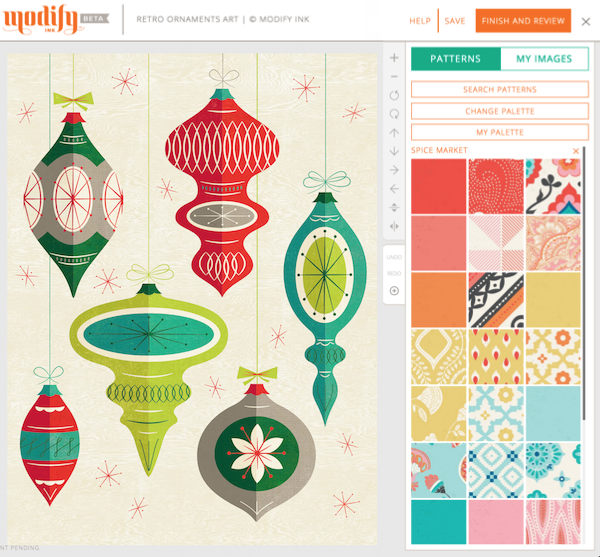 modify
INK
BETA
RETRO ORNAMENTS ART | © MODIFY INK
HELP
SAVE
FINISH AND REVIEW
PATTERNS
MY IMAGES
SEARCH PATTERNS
CHANGE PALETTE
MY PALETTE
SPICE MARKET
UNDO
REDO
NT PENDING